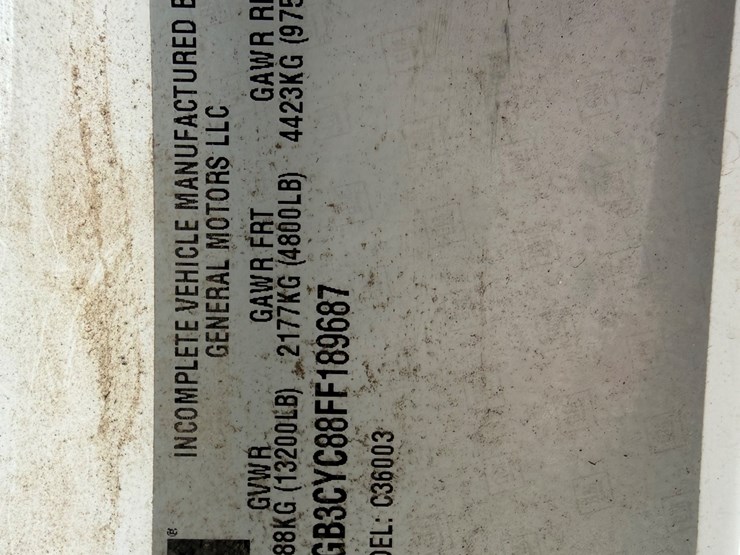 INCOMPLETE VEHICLE MANUFACTURED B
GENERAL MOTORS LLC
GVWR GAWR FRT GAWR R
88KG (13200LB) 2177KG (4800LB) 4423KG (975
GB3CYC88FF189687
DEL: C36003
®